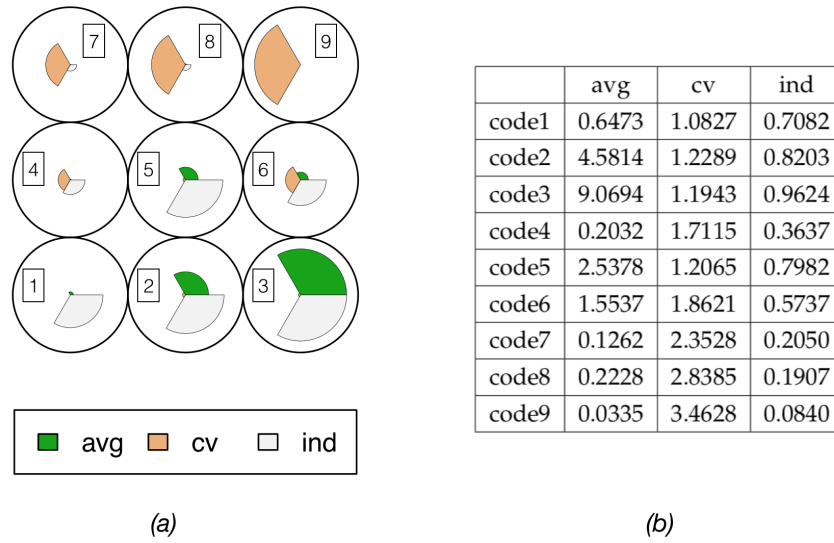 7 8 9
4 5 6
1 2 3
avg cv ind
(a)
avg cv ind
code1 0.6473 1.0827 0.7082
code2 4.5814 1.2289 0.8203
code3 9.0694 1.1943 0.9624
code4 0.2032 1.7115 0.3637
code5 2.5378 1.2065 0.7982
code6 1.5537 1.8621 0.5737
code7 0.1262 2.3528 0.2050
code8 0.2228 2.8385 0.1907
code9 0.0335 3.4628 0.0840
(b)